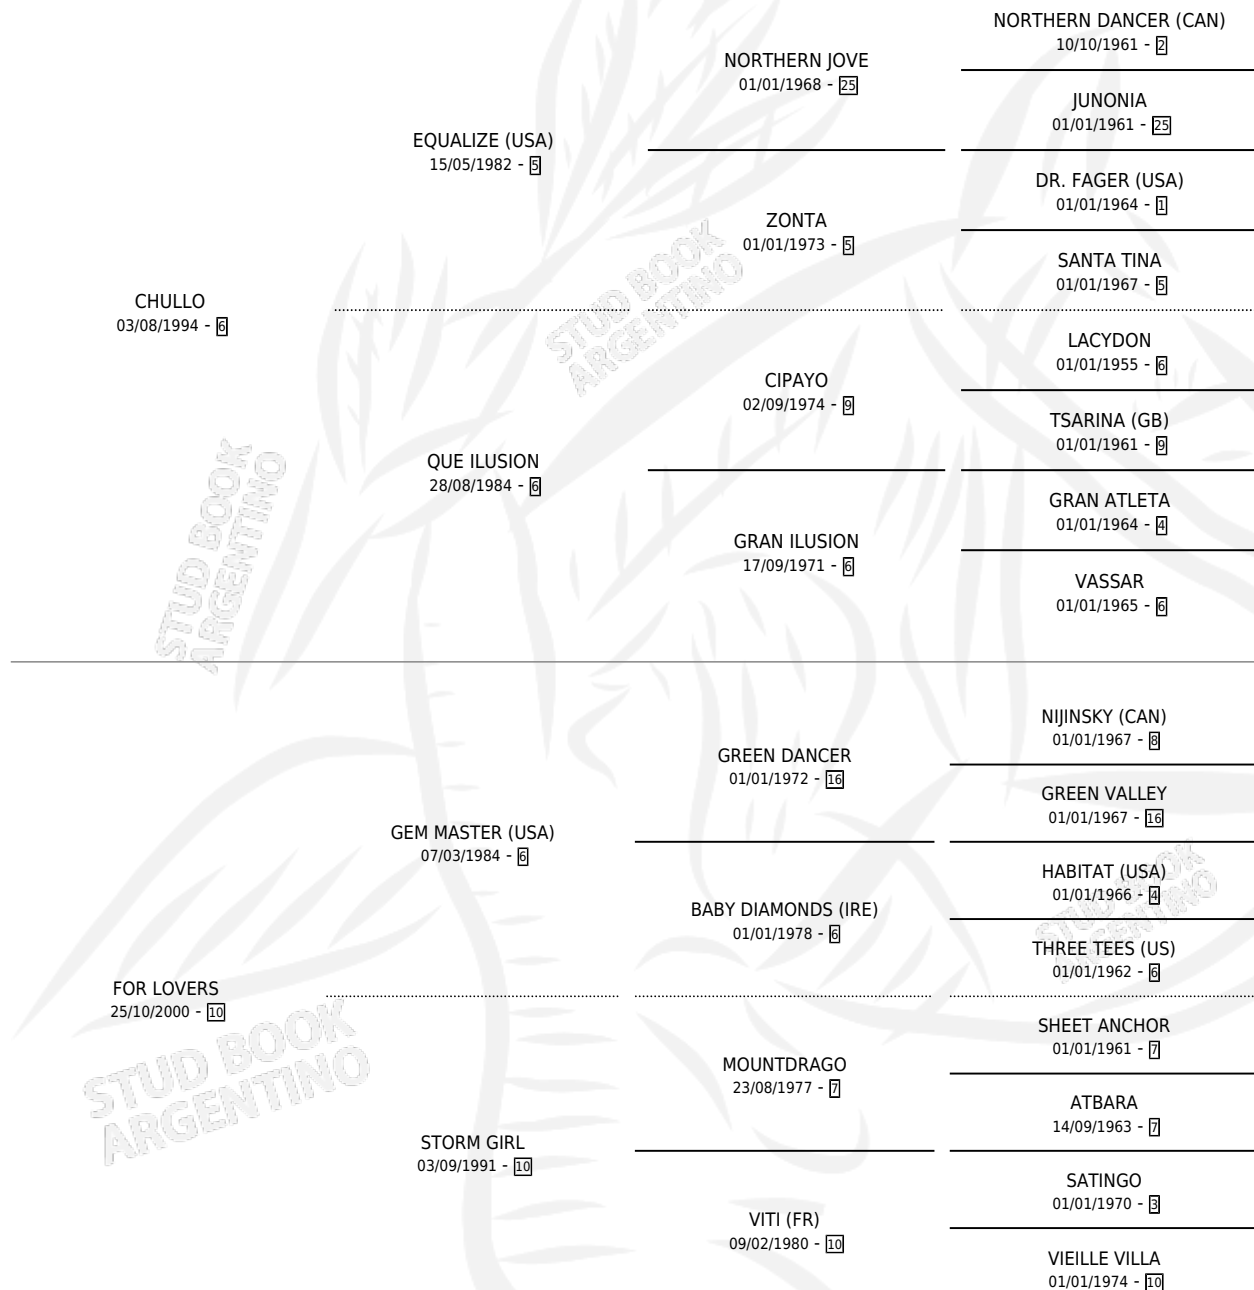 NORTHERN DANCER (CAN)
10/10/1961 - 2
NORTHERN JOVE
01/01/1968 - 25
JUNONIA
01/01/1961 - 25
EQUALIZE (USA)
15/05/1982 - 5
DR. FAGER (USA)
01/01/1964 - 1
ZONTA
01/01/1973 - 5
SANTA TINA
01/01/1967 - 5
CHULLO
03/08/1994 - 6
LACYDON
01/01/1955 - 6
CIPAYO
02/09/1974 - 9
TSARINA (GB)
01/01/1961 - 9
QUE ILUSION
28/08/1984 - 6
GRAN ATLETA
01/01/1964 - 4
GRAN ILUSION
17/09/1971 - 6
VASSAR
01/01/1965 - 6
NIJINSKY (CAN)
01/01/1967 - 8
GREEN DANCER
01/01/1972 - 16
GREEN VALLEY
01/01/1967 - 16
GEM MASTER (USA)
07/03/1984 - 6
HABITAT (USA)
01/01/1966 - 4
BABY DIAMONDS (IRE)
01/01/1978 - 6
THREE TEES (US)
01/01/1962 - 6
FOR LOVERS
25/10/2000 - 10
SHEET ANCHOR
01/01/1961 - 7
MOUNTDRAGO
23/08/1977 - 7
ATBARA
14/09/1963 - 7
STORM GIRL
03/09/1991 - 10
SATINGO
01/01/1970 - 3
VITI (FR)
09/02/1980 - 10
VIEILLE VILLA
01/01/1974 - 10
STUD BOOK
ARGENTINO
STUD BOOK
ARGENTINO
STUD BOOK
ARGENTINO
STUD BOOK
ARGENTINO